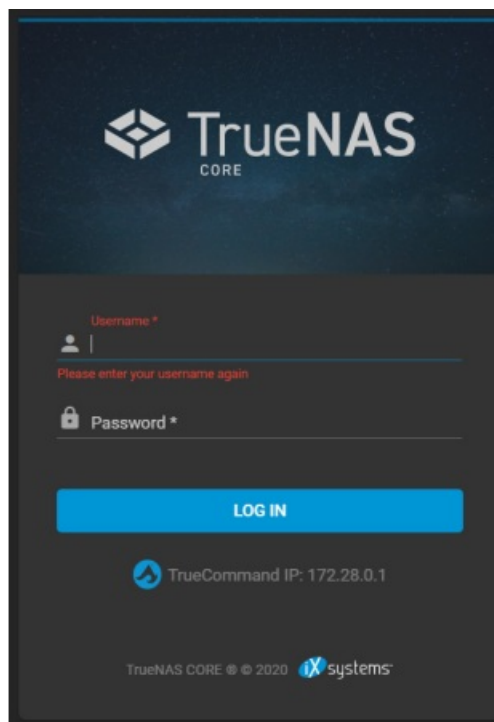 TrueNAS
CORE
Username *
Please enter your username again
Password *
LOG IN
TrueCommand IP: 172.28.0.1
TrueNAS CORE ® © 2020 iX systems